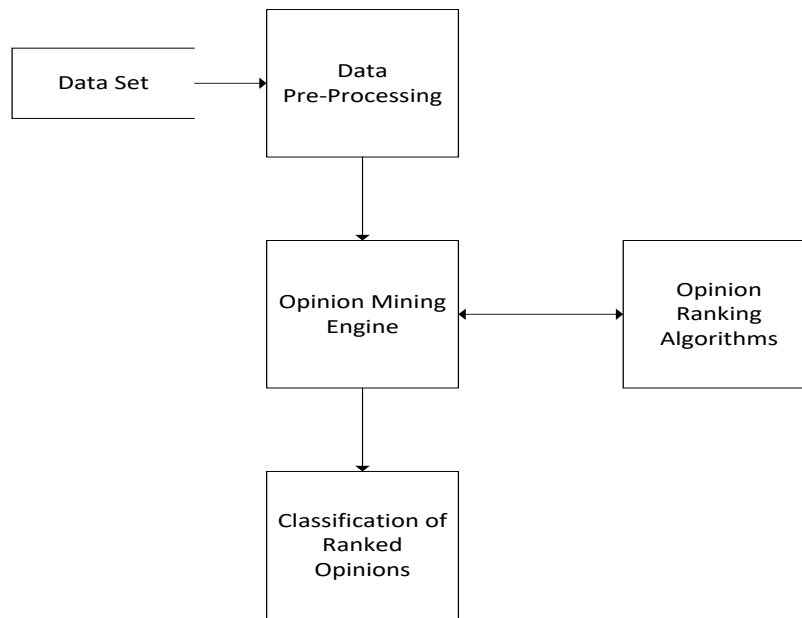 Data Set
Data
Pre-Processing
Opinion Mining
Engine
Opinion
Ranking
Algorithms
Classification of
Ranked
Opinions